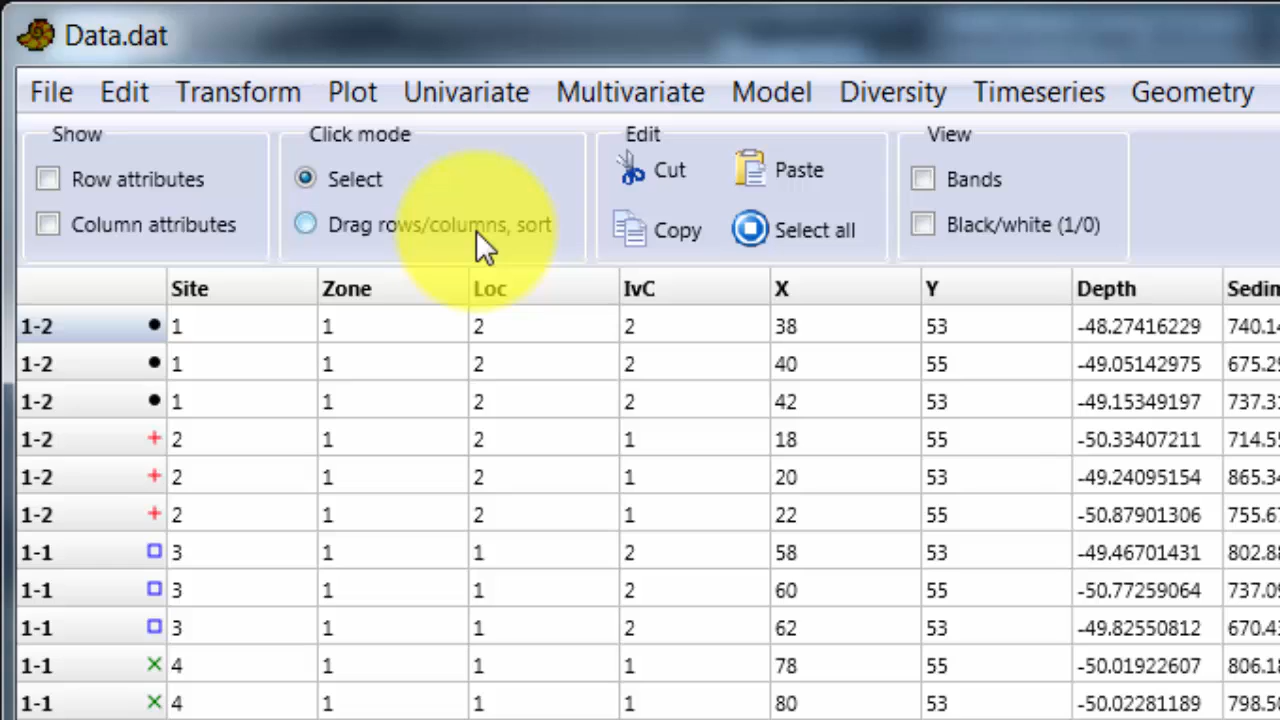 Data.dat
File Edit Transform Plot Univariate Multivariate Model Diversity Timeseries Geometry
Show Click mode Edit View
Row attributes Select Cut Paste Bands
Column attributes Drag rows/columns, sort Copy Select all Black/white (1/0)
Site Zone Loc IvC X Y Depth
1-2 1 1 2 2 38 53 -48.27416229
1-2 1 1 2 2 40 55 -49.05142975
1-2 1 1 2 2 42 53 -49.15349197
1-2 2 1 2 1 18 55 -50.33407211
1-2 2 1 2 1 20 53 -49.24095154
1-2 2 1 2 1 22 55 -50.87901306
1-1 3 1 1 2 58 53 -49.46701431
1-1 3 1 1 2 60 55 -50.77259064
1-1 3 1 1 2 62 53 -49.82550812
1-1 4 1 1 1 78 55 -50.01922607
1-1 4 1 1 1 80 53 -50.02281189